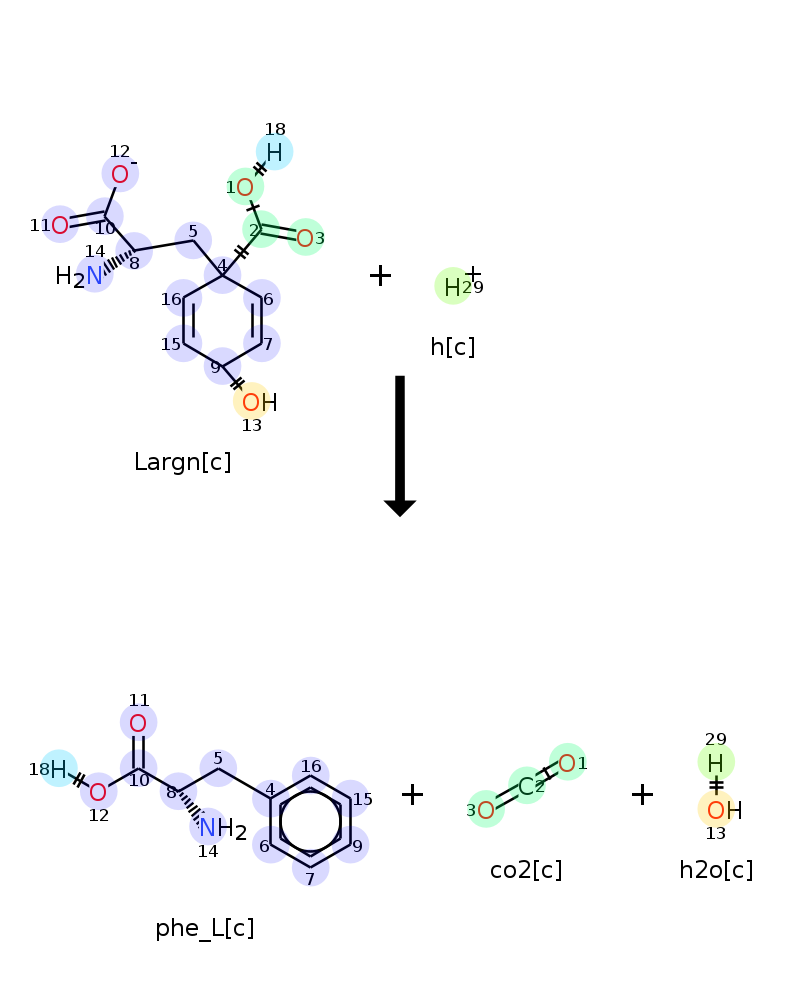 18
H
12
O-
1O
11O
10
5
2
O3
14
H2N
8
4
+
H29+
16
6
15
7
h[c]
9
OH
13
Largn[c]
11
O
29
18H
10
5
16
C2
O1
H
8
4
15
+
+
O
12
3O
OH
NH2
14
6
9
13
7
co2[c]
h2o[c]
phe_L[c]